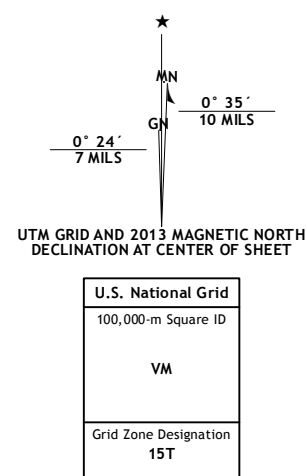 ★
MN
0° 35´
10 MILS
GN
0° 24´
7 MILS
UTM GRID AND 2013 MAGNETIC NORTH
DECLINATION AT CENTER OF SHEET
U.S. National Grid
100,000-m Square ID
VM
Grid Zone Designation
15T